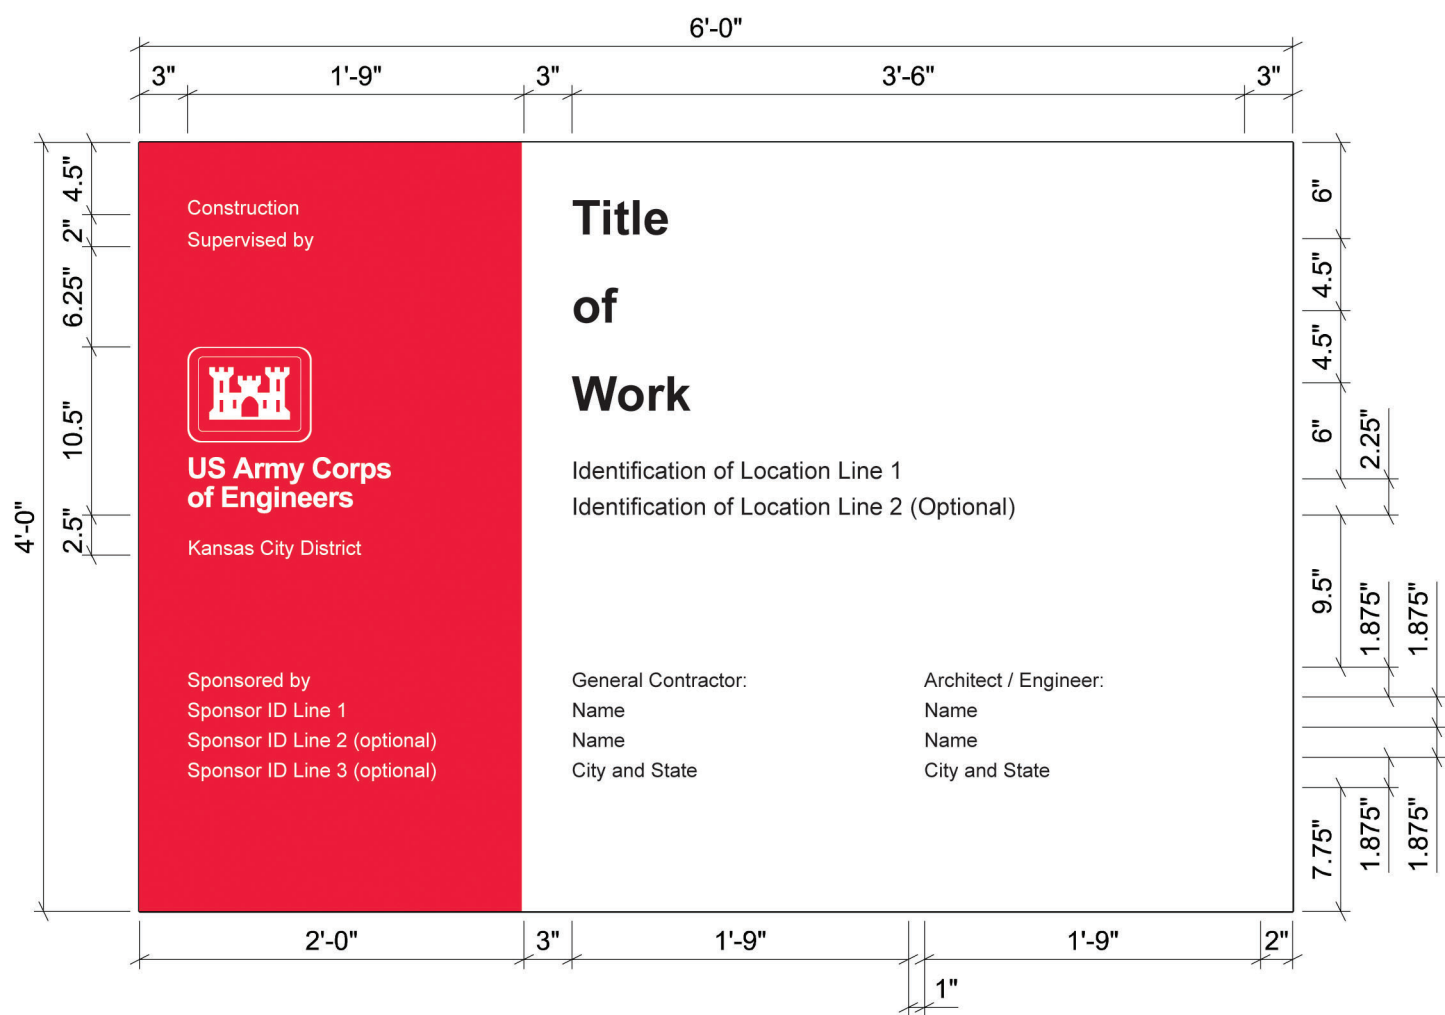 6'-0"
3" 1'-9" 3" 3'-6" 3"
4'-0"
4.5"
2"
6.25"
10.5"
2.5"
Construction
Supervised by
US Army Corps
of Engineers
Kansas City District
Sponsored by
Sponsor ID Line 1
Sponsor ID Line 2 (optional)
Sponsor ID Line 3 (optional)
Title
of
Work
Identification of Location Line 1
Identification of Location Line 2 (Optional)
General Contractor:
Name
Name
City and State
Architect / Engineer:
Name
Name
City and State
6"
4.5"
4.5"
6"
2.25"
9.5"
1.875"
1.875"
7.75"
1.875"
1.875"
2'-0" 3" 1'-9" 1'-9" 2"
1"